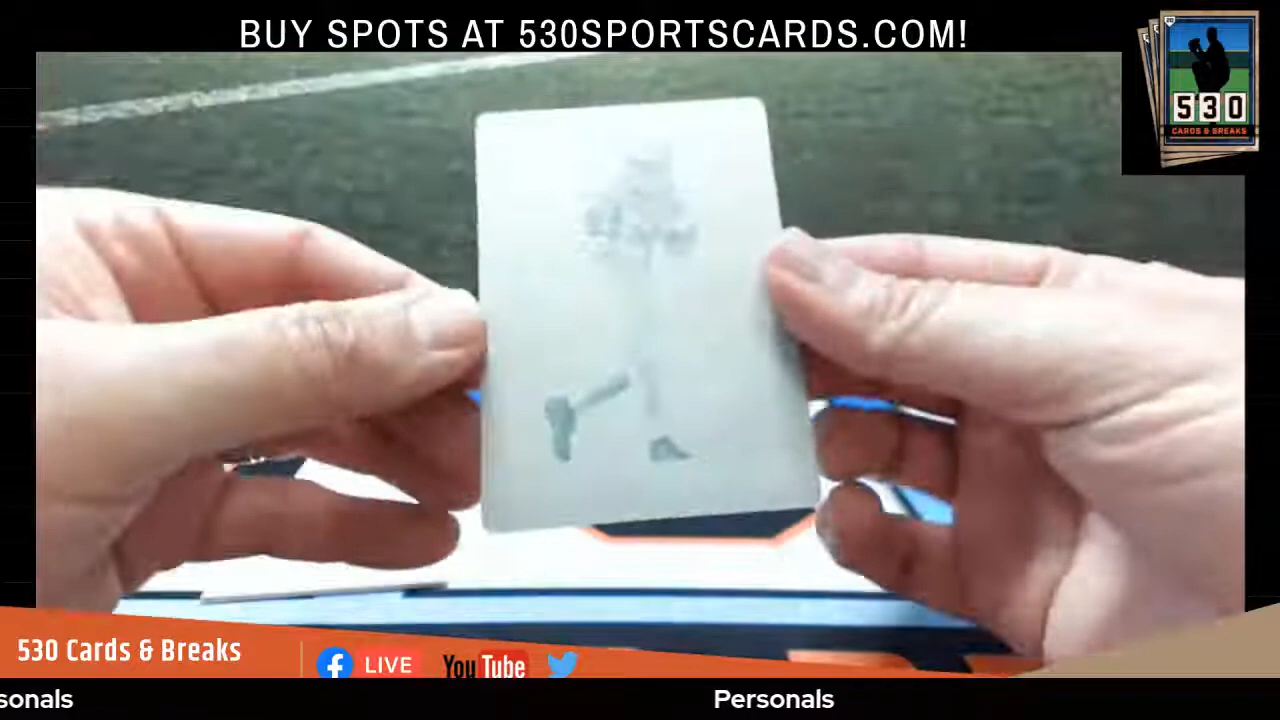 BUY SPOTS AT 530SPORTSCARDS.COM!
530
CARDS & BREAKS
530 Cards & Breaks
LIVE
YouTube
sonals
Personals